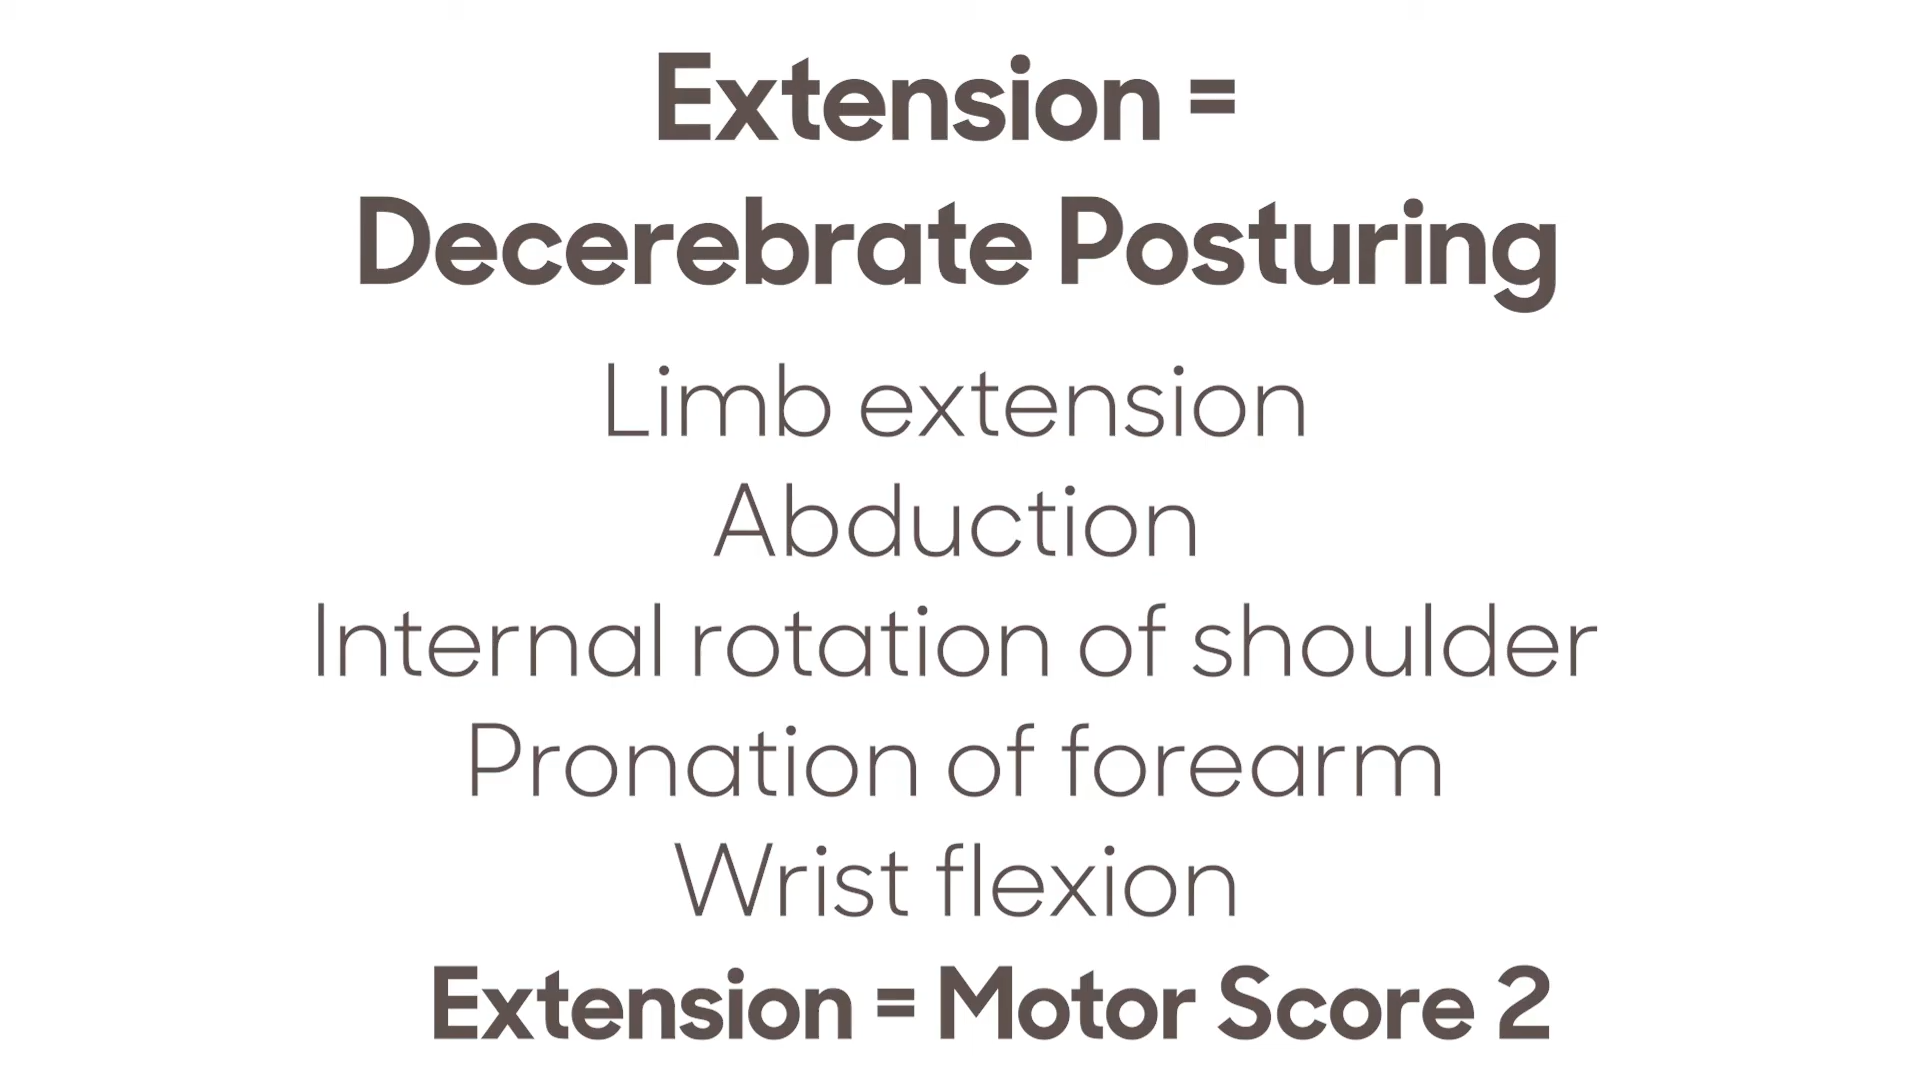 Extension =
Decerebrate Posturing
Limb extension
Abduction
Internal rotation of shoulder
Pronation of forearm
Wrist flexion
Extension = Motor Score 2